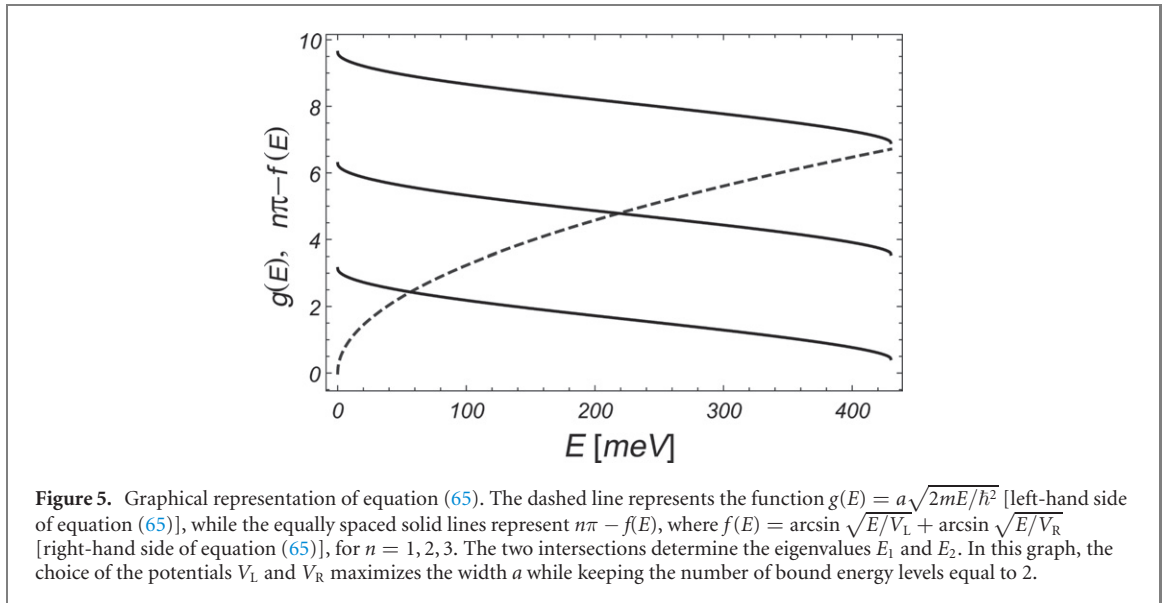 10
8
6
4
2
0
g(E), nπ−f(E)
0 100 200 300 400
E [meV]
Figure 5. Graphical representation of equation (65). The dashed line represents the function g(E) = a√2mE/ħ² [left-hand side
of equation (65)], while the equally spaced solid lines represent nπ − f(E), where f(E) = arcsin √E/V_L + arcsin √E/V_R
[right-hand side of equation (65)], for n = 1, 2, 3. The two intersections determine the eigenvalues E₁ and E₂. In this graph, the
choice of the potentials V_L and V_R maximizes the width a while keeping the number of bound energy levels equal to 2.